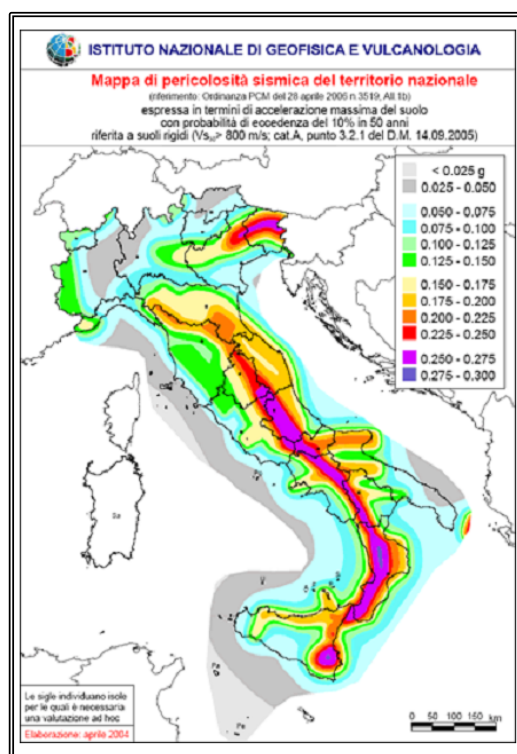 ISTITUTO NAZIONALE DI GEOFISICA E VULCANOLOGIA
Mappa di pericolosità sismica del territorio nazionale
(riferimento: Ordinanza PCM del 28 aprile 2006 n.3519, All.1b)
espressa in termini di accelerazione massima del suolo
con probabilità di eccedenza del 10% in 50 anni
riferita a suoli rigidi (Vs₃₀> 800 m/s; cat.A, punto 3.2.1 del D.M. 14.09.2005)
< 0.025 g
0.025 - 0.050
0.050 - 0.075
0.075 - 0.100
0.100 - 0.125
0.125 - 0.150
0.150 - 0.175
0.175 - 0.200
0.200 - 0.225
0.225 - 0.250
0.250 - 0.275
0.275 - 0.300
Sa
U
Pa
Pe
Le sigle individuano isole
per le quali è necessaria
una valutazione ad hoc
Elaborazione: aprile 2004
0 50 100 150
km